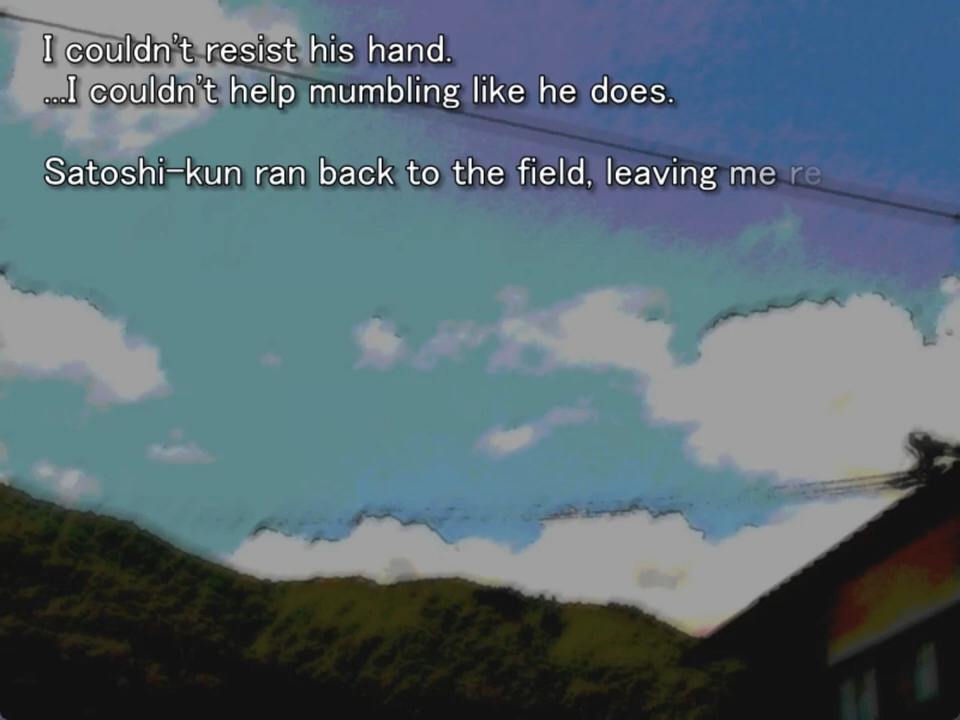 I couldn't resist his hand.
...I couldn't help mumbling like he does.
Satoshi-kun ran back to the field, leaving me re